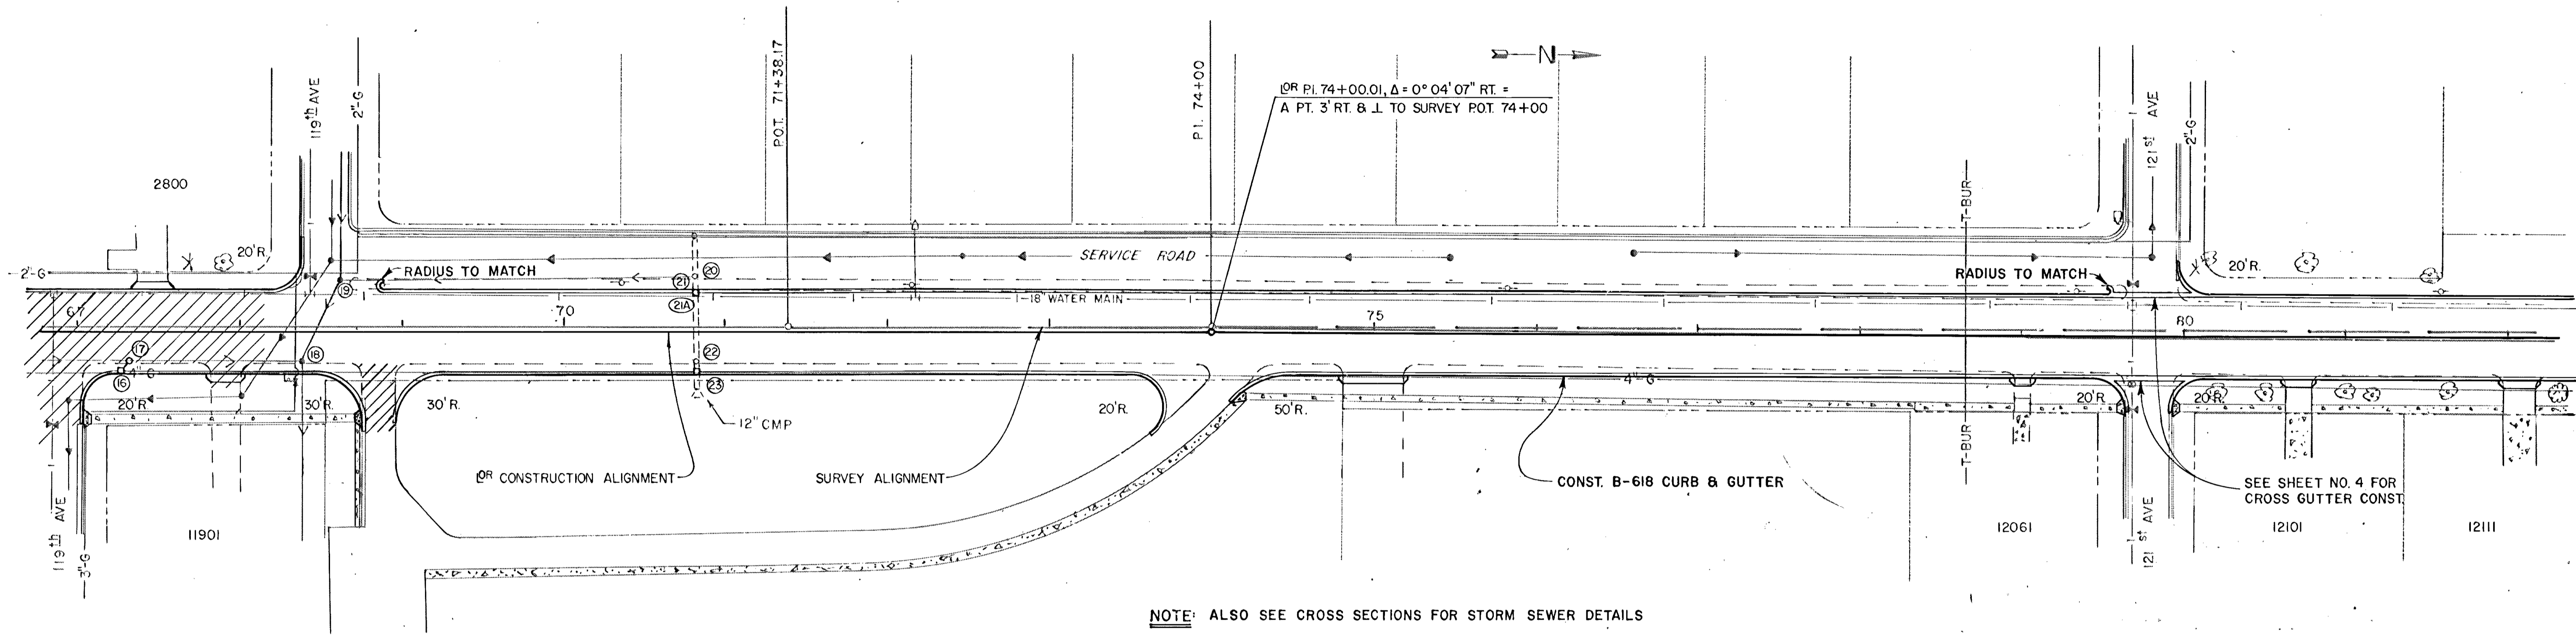 N
119th AVE
2"-G
P.O.T. 71+38.17
P.I. 74+00
LOR P.I. 74+00.01, Δ = 0° 04' 07" RT. =
A PT. 3' RT. & ⊥ TO SURVEY P.O.T. 74+00
T-BUR
121st AVE
2"-G
2800
20'R.
2"-G
RADIUS TO MATCH
SERVICE ROAD
RADIUS TO MATCH
20'R.
19
20
21
21A
18" WATER MAIN
67
70
75
80
17
18
22
16
4"-G
23
4"-G
20'R
30'R.
30'R.
20'R.
50'R.
20'R
20'R.
12" CMP
T-BUR
LOR CONSTRUCTION ALIGNMENT
SURVEY ALIGNMENT
CONST. B-618 CURB & GUTTER
SEE SHEET NO. 4 FOR
CROSS GUTTER CONST.
119th AVE
3"-G
11901
12061
121st AVE
12101
12111
NOTE: ALSO SEE CROSS SECTIONS FOR STORM SEWER DETAILS